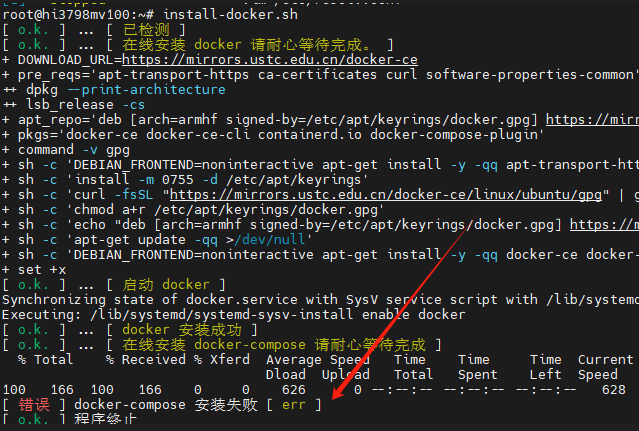 root@hi3798mv100:~# install-docker.sh
[ o.k. ] ... [ 已检测 ]
[ o.k. ] ... [ 在线安装 docker 请耐心等待完成。 ]
+ DOWNLOAD_URL=https://mirrors.ustc.edu.cn/docker-ce
+ pre_reqs='apt-transport-https ca-certificates curl software-properties-common'
++ dpkg --print-architecture
++ lsb_release -cs
+ apt_repo='deb [arch=armhf signed-by=/etc/apt/keyrings/docker.gpg] https://mirror
+ pkgs='docker-ce docker-ce-cli containerd.io docker-compose-plugin'
+ command -v gpg
+ sh -c 'DEBIAN_FRONTEND=noninteractive apt-get install -y -qq apt-transport-htt
+ sh -c 'install -m 0755 -d /etc/apt/keyrings'
+ sh -c 'curl -fsSL "https://mirrors.ustc.edu.cn/docker-ce/linux/ubuntu/gpg" | g
+ sh -c 'chmod a+r /etc/apt/keyrings/docker.gpg'
+ sh -c 'echo "deb [arch=armhf signed-by=/etc/apt/keyrings/docker.gpg] https://m
+ sh -c 'apt-get update -qq >/dev/null'
+ sh -c 'DEBIAN_FRONTEND=noninteractive apt-get install -y -qq docker-ce docker-
+ set +x
[ o.k. ] ... [ 启动 docker ]
Synchronizing state of docker.service with SysV service script with /lib/systemd
Executing: /lib/systemd/systemd-sysv-install enable docker
[ o.k. ] ... [ docker 安装成功 ]
[ o.k. ] ... [ 在线安装 docker-compose 请耐心等待完成 ]
% Total % Received % Xferd Average Speed Time Time Time Current
Dload Upload Total Spent Left Speed
100 166 100 166 0 0 626 0 --:--:-- --:--:-- --:--:-- 628
[ 错误 ] docker-compose 安装失败 [ err ]
[ o.k. ] 程序终止